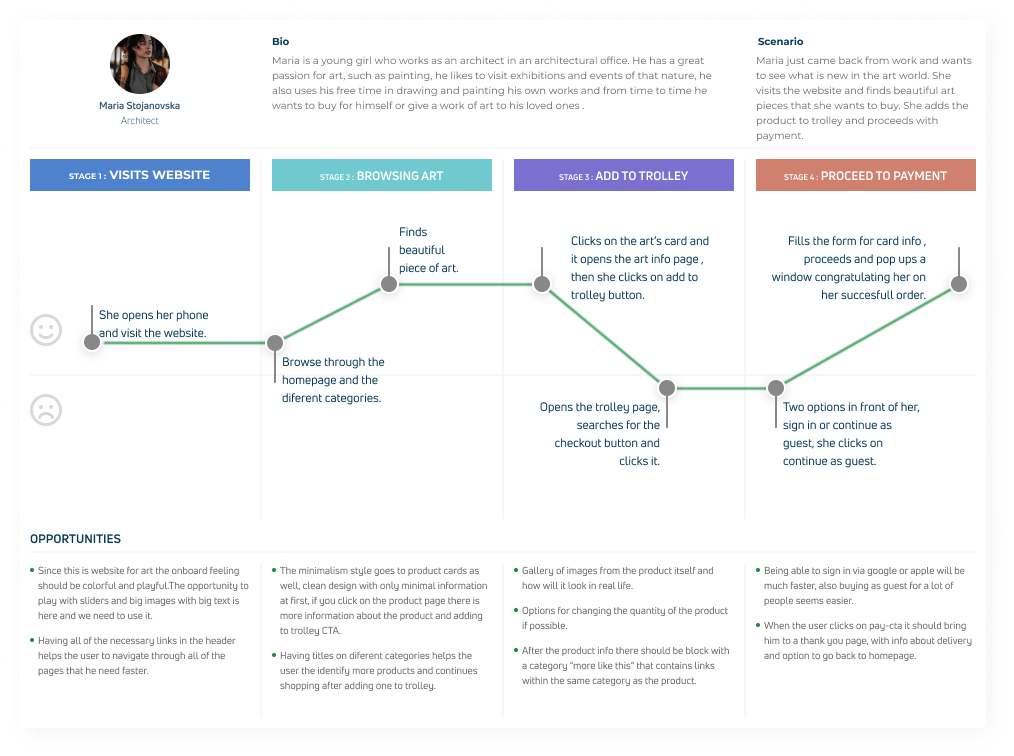 Maria Stojanovska
Architect
Bio
Maria is a young girl who works as an architect in an architectural office. He has a great
passion for art, such as painting, he likes to visit exhibitions and events of that nature, he
also uses his free time in drawing and painting his own works and from time to time he
wants to buy for himself or give a work of art to his loved ones .
Scenario
Maria just came back from work and wants
to see what is new in the art world. She
visits the website and finds beautiful art
pieces that she wants to buy. She adds the
product to trolley and proceeds with
payment.
STAGE 1 : VISITS WEBSITE
STAGE 2 : BROWSING ART
STAGE 3 : ADD TO TROLLEY
STAGE 4 : PROCEED TO PAYMENT
She opens her phone
and visit the website.
Browse through the
homepage and the
diferent categories.
Finds
beautiful
piece of art.
Clicks on the art's card and
it opens the art info page ,
then she clicks on add to
trolley button.
Opens the trolley page,
searches for the
checkout button and
clicks it.
Two options in front of her,
sign in or continue as
guest, she clicks on
continue as guest.
Fills the form for card info ,
proceeds and pop ups a
window congratulating her on
her succesfull order.
OPPORTUNITIES
Since this is website for art the onboard feeling
should be colorful and playful.The opportunity to
play with sliders and big images with big text is
here and we need to use it.
Having all of the necessary links in the header
helps the user to navigate through all of the
pages that he need faster.
The minimalism style goes to product cards as
well, clean design with only minimal information
at first, if you click on the product page there is
more information about the product and adding
to trolley CTA.
Having titles on diferent categories helps the
user the identify more products and continues
shopping after adding one to trolley.
Gallery of images from the product itself and
how will it look in real life.
Options for changing the quantity of the product
if possible.
After the product info there should be block with
a category "more like this" that contains links
within the same category as the product.
Being able to sign in via google or apple will be
much faster, also buying as guest for a lot of
people seems easier.
When the user clicks on pay-cta it should bring
him to a thank you page, with info about delivery
and option to go back to homepage.